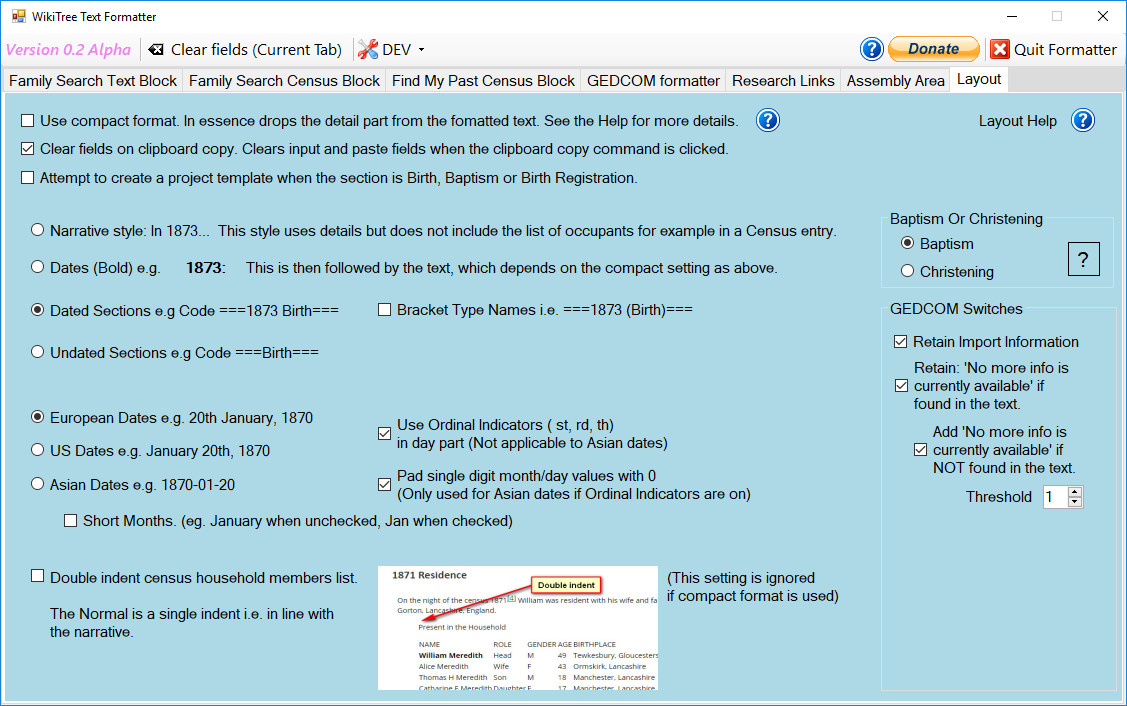 WikiTree Text Formatter
Version 0.2 Alpha Clear fields (Current Tab) DEV ? Donate Quit Formatter
Family Search Text Block Family Search Census Block Find My Past Census Block GEDCOM formatter Research Links Assembly Area Layout
Use compact format. In essence drops the detail part from the fomatted text. See the Help for more details. ? Layout Help ?
Clear fields on clipboard copy. Clears input and paste fields when the clipboard copy command is clicked.
Attempt to create a project template when the section is Birth, Baptism or Birth Registration.
Narrative style: In 1873... This style uses details but does not include the list of occupants for example in a Census entry.
Dates (Bold) e.g. 1873: This is then followed by the text, which depends on the compact setting as above.
Dated Sections e.g Code ===1873 Birth=== Bracket Type Names i.e. ===1873 (Birth)===
Undated Sections e.g Code ===Birth===
European Dates e.g. 20th January, 1870
US Dates e.g. January 20th, 1870
Asian Dates e.g. 1870-01-20
Use Ordinal Indicators ( st, rd, th)
in day part (Not applicable to Asian dates)
Pad single digit month/day values with 0
(Only used for Asian dates if Ordinal Indicators are on)
Short Months. (eg. January when unchecked, Jan when checked)
Double indent census household members list.
The Normal is a single indent i.e. in line with
the narrative.
1871 Residence
Double indent
On the night of the census 1871[4] William was resident with his wife and fa
Gorton, Lancashire, England.
Present in the Household
NAME ROLE GENDER AGE BIRTHPLACE
William Meredith Head M 49 Tewkesbury, Gloucesters
Alice Meredith Wife F 43 Ormskirk, Lancashire
Thomas H Meredith Son M 18 Manchester, Lancashire
Catharine E Meredith Daughter F 17 Manchester, Lancashire
(This setting is ignored
if compact format is used)
Baptism Or Christening
Baptism
Christening
?
GEDCOM Switches
Retain Import Information
Retain: 'No more info is
currently available' if
found in the text.
Add 'No more info is
currently available' if
NOT found in the text.
Threshold 1